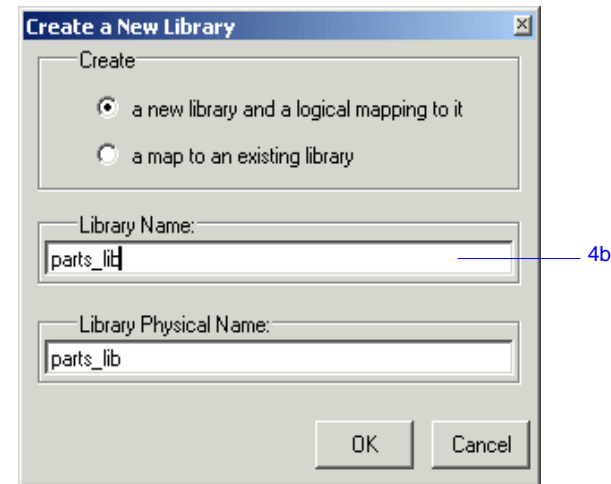 Create a New Library
Create
a new library and a logical mapping to it
a map to an existing library
Library Name:
parts_lib
4b
Library Physical Name:
parts_lib
OK Cancel